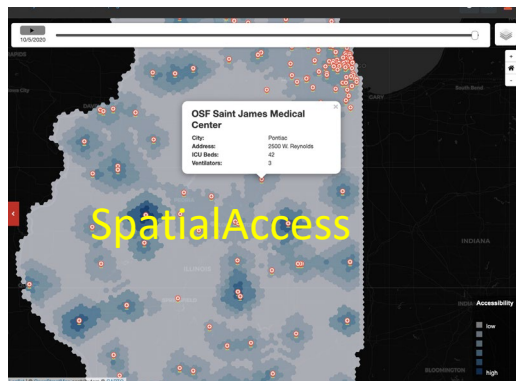 10/5/2020
South Bend
GARY
OSF Saint James Medical
Center
City: Pontiac
Address: 2500 W. Reynolds
ICU Beds: 42
Ventilators: 3
SpatialAccess
INDIANA
ILLINOIS
Accessibility
low
high
BLOOMINGTON